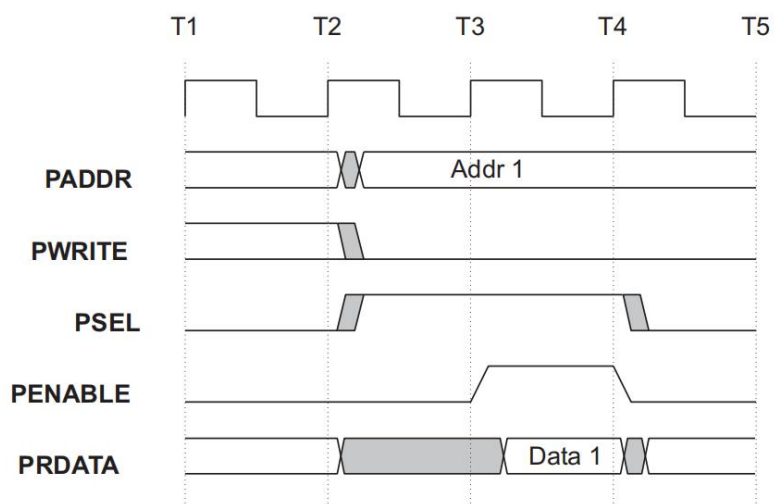 T1 T2 T3 T4 T5
PADDR Addr 1
PWRITE
PSEL
PENABLE
PRDATA Data 1